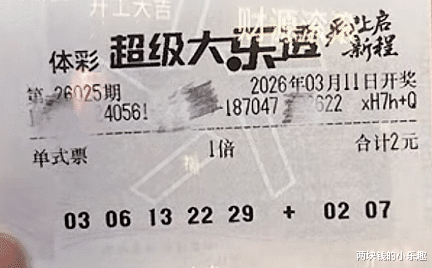 开工大吉
财源滚滚
体彩 超级大乐透 彩让启
新程
第 26025期 2026年03月11日开奖
40561 -187047 622 xH7h+Q
单式票 1倍 合计2元
03 06 13 22 29 + 02 07
两块钱的小乐趣